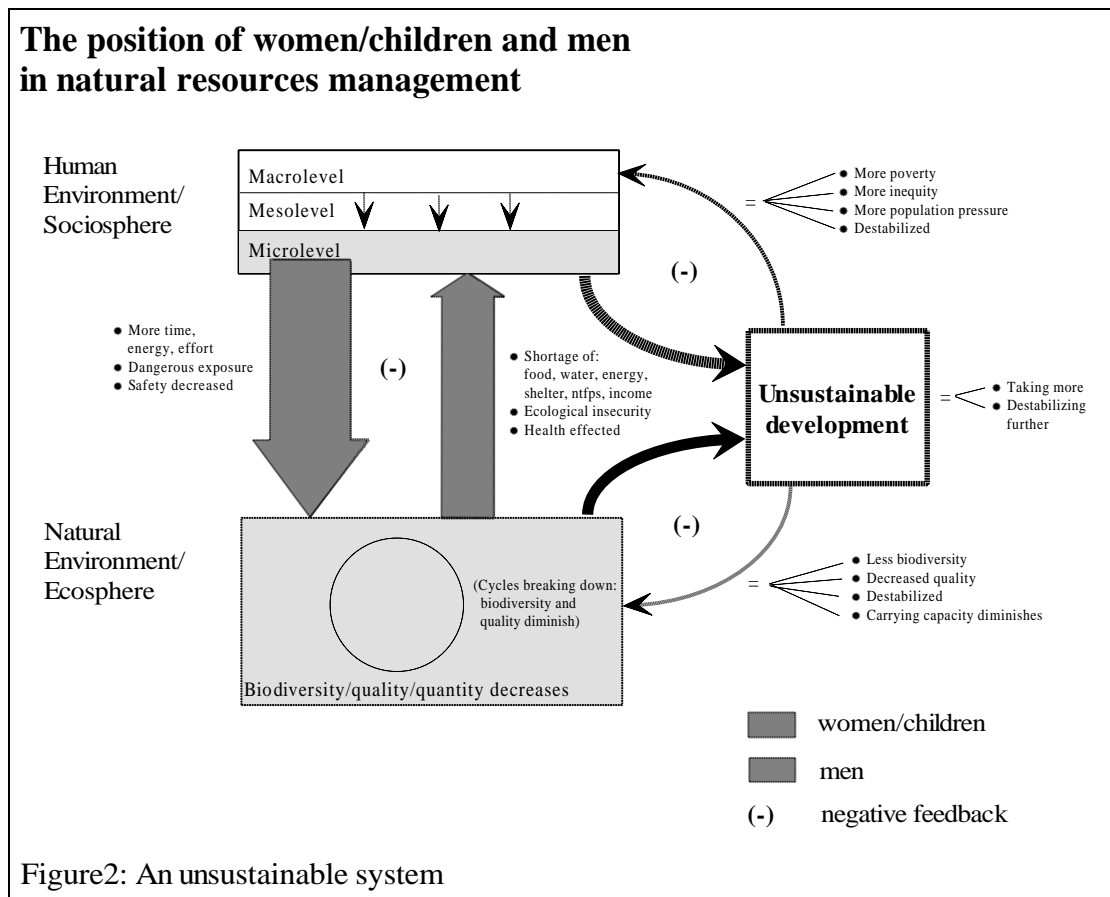 The position of women/children and men
in natural resources management
Human
Environment/
Sociosphere
Macrolevel
Mesolevel
Microlevel
(-)
=
● More poverty
● More inequity
● More population pressure
● Destabilized
● More time,
energy, effort
● Dangerous exposure
● Safety decreased
(-)
● Shortage of:
food, water, energy,
shelter, ntfps, income
● Ecological insecurity
● Health effected
Unsustainable
development
=
● Taking more
● Destabilizing
further
Natural
Environment/
Ecosphere
(Cycles breaking down:
biodiversity and
quality diminish)
Biodiversity/quality/quantity decreases
(-)
=
● Less biodiversity
● Decreased quality
● Destabilized
● Carrying capacity diminishes
women/children
men
(-) negative feedback
Figure2: An unsustainable system